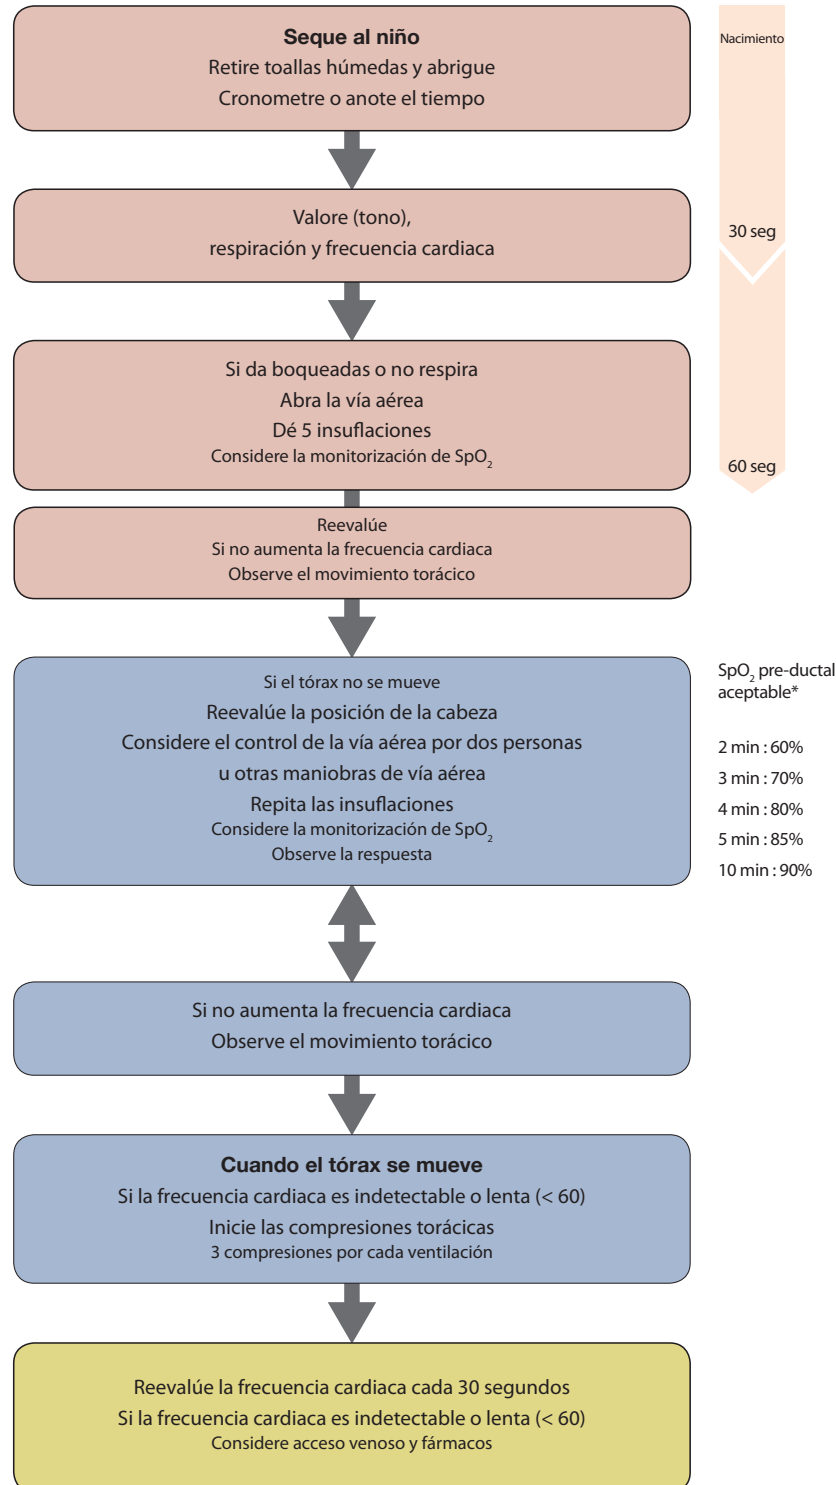 Seque al niño
Retire toallas húmedas y abrigue
Cronometre o anote el tiempo
Nacimiento
Valore (tono),
respiración y frecuencia cardiaca
30 seg
Si da boqueadas o no respira
Abra la vía aérea
Dé 5 insuflaciones
Considere la monitorización de SpO2
60 seg
Reevalúe
Si no aumenta la frecuencia cardiaca
Observe el movimiento torácico
Si el tórax no se mueve
Reevalúe la posición de la cabeza
Considere el control de la vía aérea por dos personas
u otras maniobras de vía aérea
Repita las insuflaciones
Considere la monitorización de SpO2
Observe la respuesta
SpO2 pre-ductal
aceptable*
2 min : 60%
3 min : 70%
4 min : 80%
5 min : 85%
10 min : 90%
Si no aumenta la frecuencia cardiaca
Observe el movimiento torácico
Cuando el tórax se mueve
Si la frecuencia cardiaca es indetectable o lenta (< 60)
Inicie las compresiones torácicas
3 compresiones por cada ventilación
Reevalúe la frecuencia cardiaca cada 30 segundos
Si la frecuencia cardiaca es indetectable o lenta (< 60)
Considere acceso venoso y fármacos